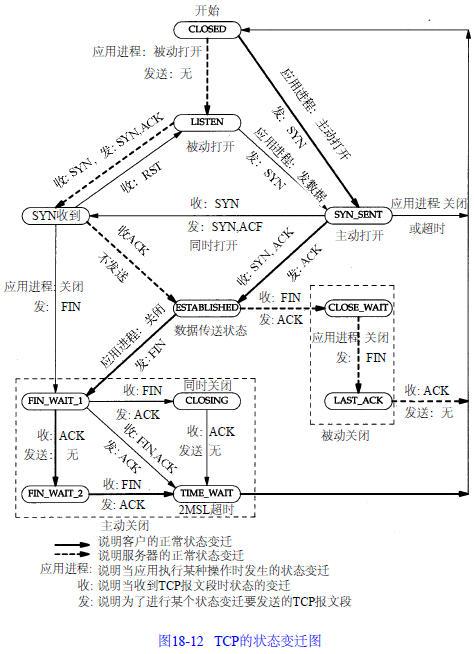 开始
CLOSED
应用进程：被动打开
发送：无
应用进程：主动打开
发：SYN
LISTEN
被动打开
收：SYN，发：SYN,ACK
收：RST
应用进程：发数据
发：SYN
SYN收到
收：SYN
发：SYN,ACF
同时打开
SYN_SENT
主动打开
应用进程 关闭
或超时
收ACK
不发送
收：SYN, ACK
发：ACK
应用进程：关闭
发：FIN
ESTABLISHED
数据传送状态
收：FIN
发：ACK
CLOSE_WAIT
应用进程：关闭
发：FIN
应用进程 关闭
发：FIN
LAST_ACK
收：ACK
发送：无
被动关闭
FIN_WAIT_1
收：FIN
发：ACK
同时关闭
CLOSING
收：ACK
发送：无
收：FIN,ACK
发：ACK
收：ACK
发送 无
FIN_WAIT_2
收：FIN
发：ACK
TIME_WAIT
2MSL超时
主动关闭
说明客户的正常状态变迁
说明服务器的正常状态变迁
应用进程：说明当应用执行某种操作时发生的状态变迁
收：说明当收到TCP报文段时状态的变迁
发：说明为了进行某个状态变迁要发送的TCP报文段
图18-12 TCP的状态变迁图